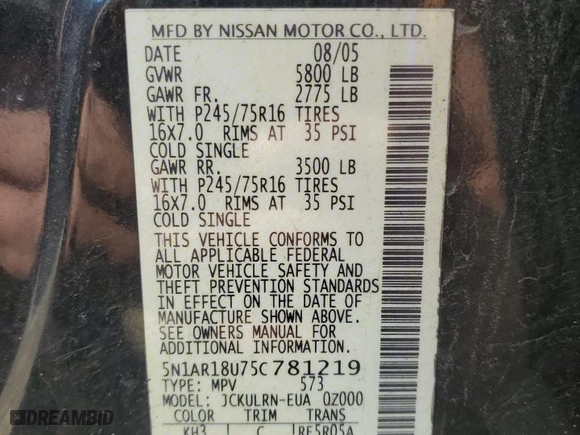 MFD BY NISSAN MOTOR CO., LTD.
DATE 08/05
GVWR 5800 LB
GAWR FR. 2775 LB
WITH P245/75R16 TIRES
16X7.0 RIMS AT 35 PSI
COLD SINGLE
GAWR RR. 3500 LB
WITH P245/75R16 TIRES
16X7.0 RIMS AT 35 PSI
COLD SINGLE
THIS VEHICLE CONFORMS TO
ALL APPLICABLE FEDERAL
MOTOR VEHICLE SAFETY AND
THEFT PREVENTION STANDARDS
IN EFFECT ON THE DATE OF
MANUFACTURE SHOWN ABOVE.
SEE OWNERS MANUAL FOR
ADDITIONAL INFORMATION.
5N1AR18U75C781219
TYPE: MPV 573
MODEL: JCKULRN-EUA QZ000
COLOR TRIM TRANS
KH3 C RE5R05A
DREAMBID